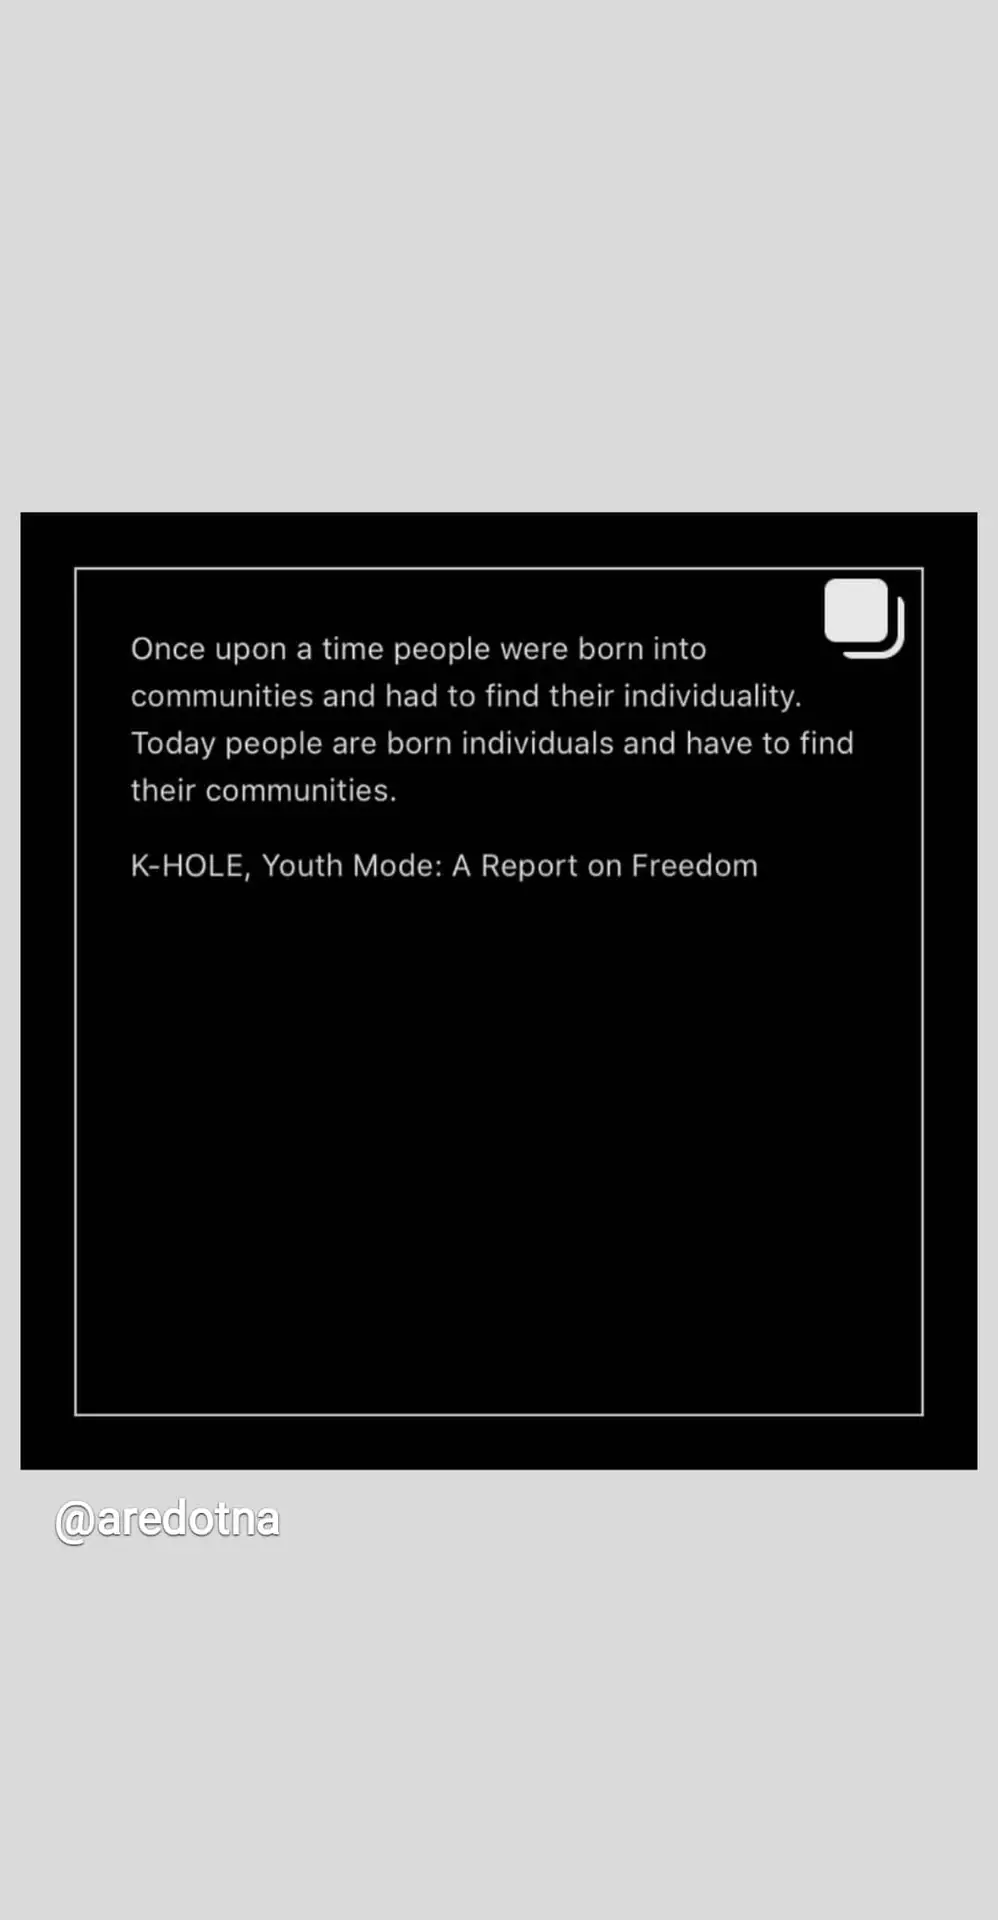 Once upon a time people were born into
communities and had to find their individuality.
Today people are born individuals and have to find
their communities.
K-HOLE, Youth Mode: A Report on Freedom
@aredotna